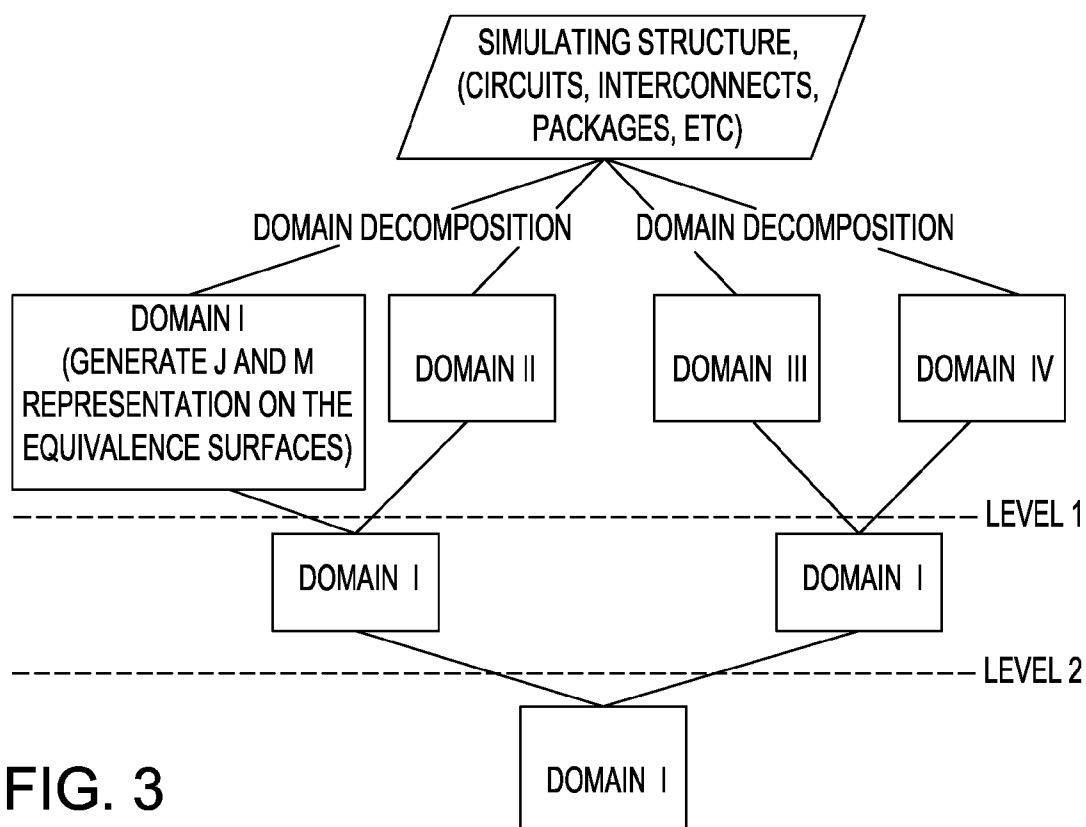 SIMULATING STRUCTURE,
(CIRCUITS, INTERCONNECTS,
PACKAGES, ETC)
DOMAIN DECOMPOSITION
DOMAIN DECOMPOSITION
DOMAIN I
(GENERATE J AND M
REPRESENTATION ON THE
EQUIVALENCE SURFACES)
DOMAIN II
DOMAIN III
DOMAIN IV
LEVEL 1
DOMAIN I
DOMAIN I
LEVEL 2
DOMAIN I
FIG. 3